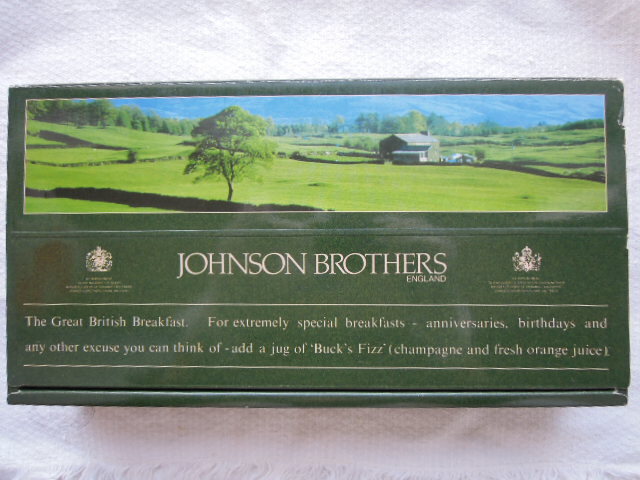 JOHNSON BROTHERS
ENGLAND
The Great British Breakfast. For extremely special breakfasts - anniversaries, birthdays and
any other excuse you can think of - add a jug of 'Buck's Fizz' (champagne and fresh orange juice).